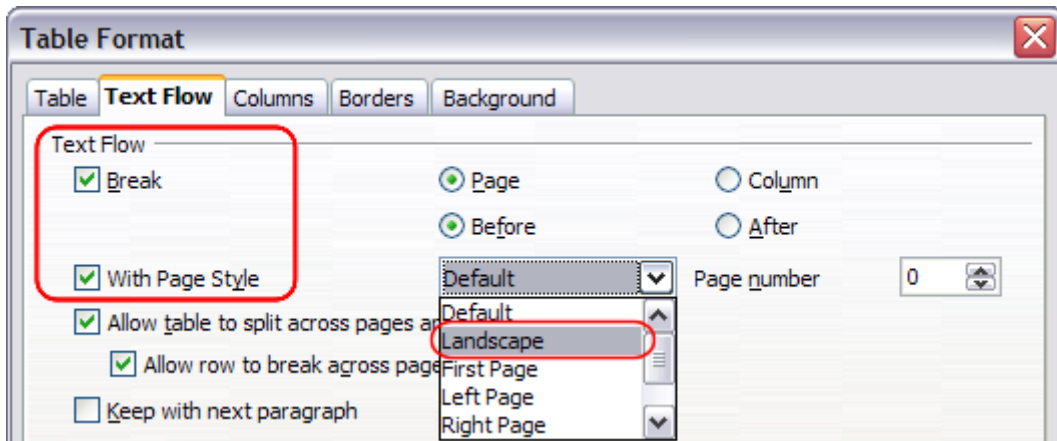 Table Format
Table Text Flow Columns Borders Background
Text Flow
Break Page Column
Before After
With Page Style Default Page number 0
Allow table to split across pages
Default
Landscape
Allow row to break across page
First Page
Left Page
Keep with next paragraph
Right Page